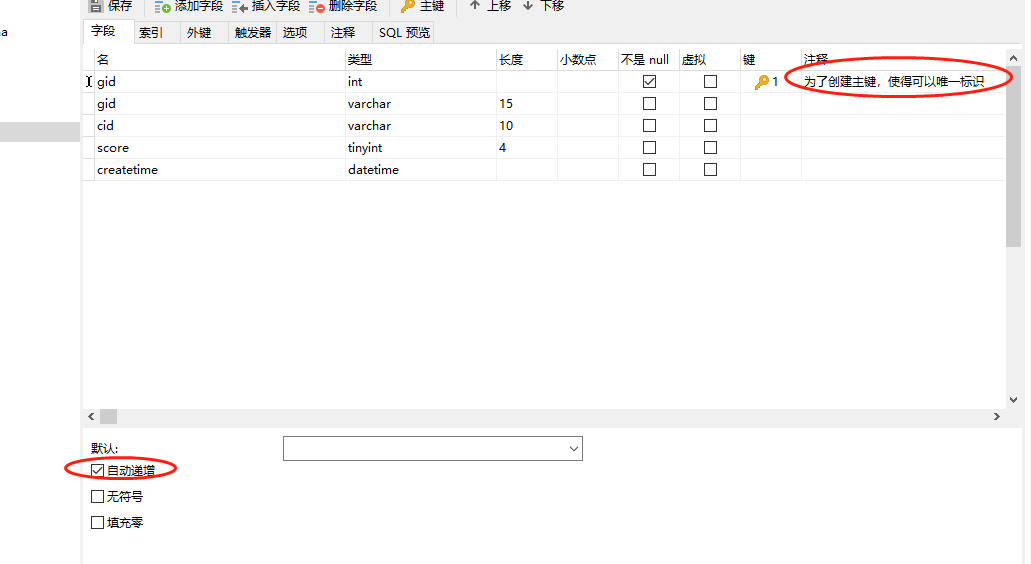 保存 添加字段 插入字段 删除字段 主键 上移 下移
a
字段 索引 外键 触发器 选项 注释 SQL 预览
名 类型 长度 小数点 不是 null 虚拟 键 注释
gid int 1 为了创建主键，使得可以唯一标识
gid varchar 15
cid varchar 10
score tinyint 4
createtime datetime
默认:
自动递增
无符号
填充零